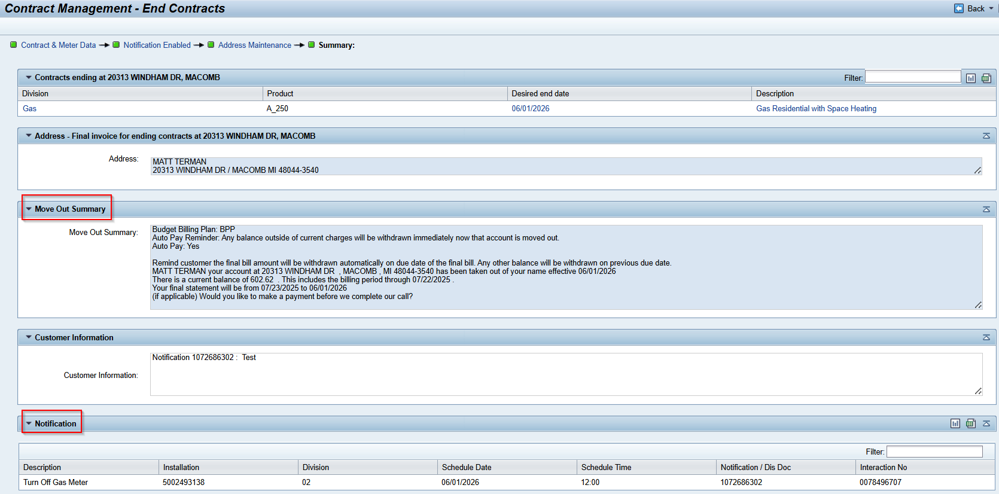 Contract Management - End Contracts
Back
Contract & Meter Data
Notification Enabled
Address Maintenance
Summary:
Contracts ending at 20313 WINDHAM DR, MACOMB
Filter:
Division Product Desired end date Description
Gas A_250 06/01/2026 Gas Residential with Space Heating
Address - Final invoice for ending contracts at 20313 WINDHAM DR, MACOMB
Address:
MATT TERMAN
20313 WINDHAM DR / MACOMB MI 48044-3540
Move Out Summary
Move Out Summary:
Budget Billing Plan: BPP
Auto Pay Reminder: Any balance outside of current charges will be withdrawn immediately now that account is moved out.
Auto Pay: Yes
Remind customer the final bill amount will be withdrawn automatically on due date of the final bill. Any other balance will be withdrawn on previous due date.
MATT TERMAN your account at 20313 WINDHAM DR  , MACOMB , MI 48044-3540 has been taken out of your name effective 06/01/2026
There is a current balance of 602.62  . This includes the billing period through 07/22/2025 .
Your final statement will be from 07/23/2025 to 06/01/2026
(if applicable) Would you like to make a payment before we complete our call?
Customer Information
Customer Information:
Notification 1072686302 :  Test
Notification
Filter:
Description Installation Division Schedule Date Schedule Time Notification / Dis Doc Interaction No
Turn Off Gas Meter 5002493138 02 06/01/2026 12:00 1072686302 0078496707